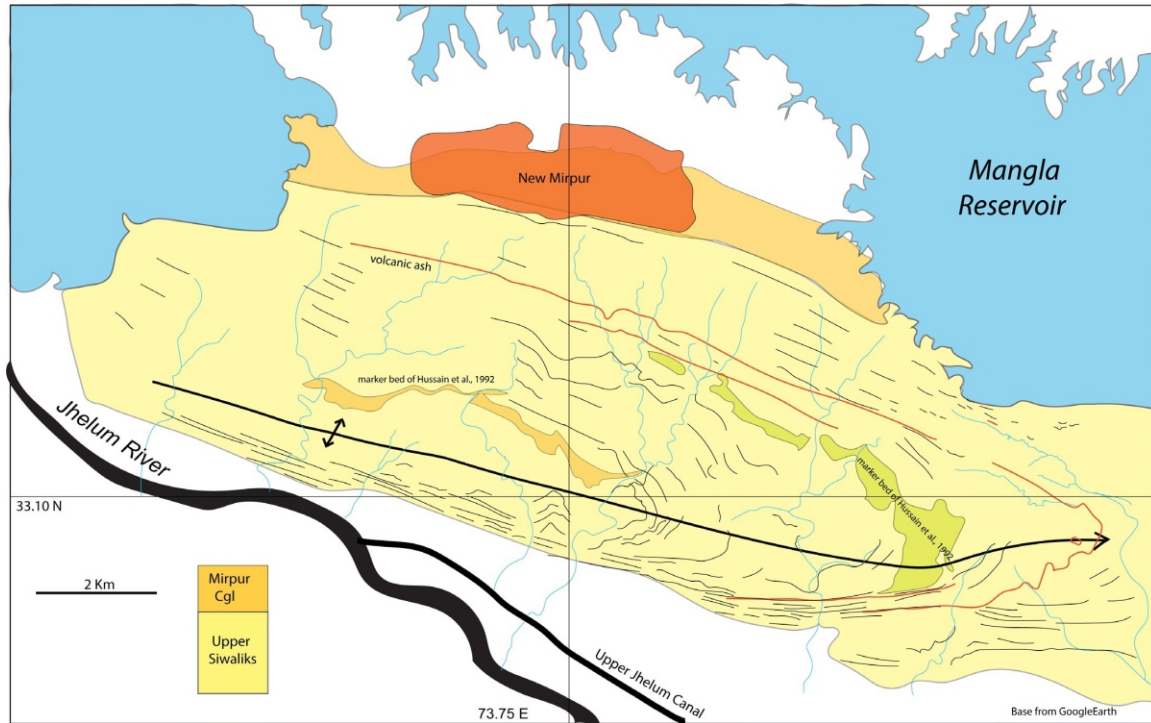 New Mirpur
Mangla
Reservoir
volcanic ash
marker bed of Hussain et al., 1992
Jhelum River
marker bed of Hussain et al., 1992
33.10 N
2 Km
Mirpur
Cgl
Upper
Siwaliks
Upper Jhelum Canal
73.75 E
Base from GoogleEarth